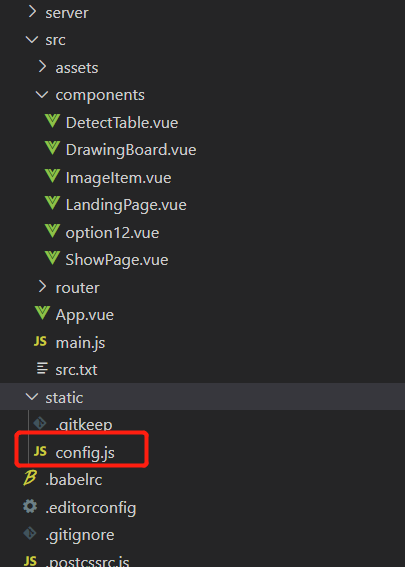 server
src
assets
components
DetectTable.vue
DrawingBoard.vue
ImageItem.vue
LandingPage.vue
option12.vue
ShowPage.vue
router
App.vue
JS main.js
src.txt
static
.gitkeep
JS config.js
.babelrc
.editorconfig
.gitignore
.postcssrc.js